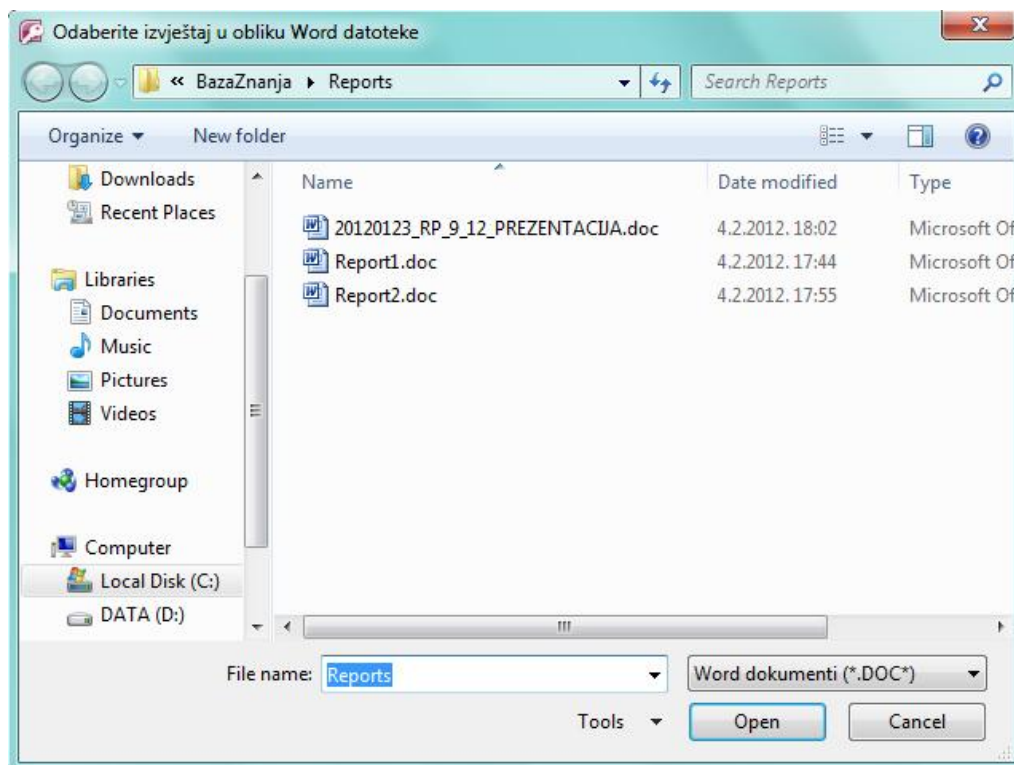 Odaberite izvještaj u obliku Word datoteke
« BazaZnanja Reports Search Reports
Organize New folder
Downloads
Recent Places
Libraries
Documents
Music
Pictures
Videos
Homegroup
Computer
Local Disk (C:)
DATA (D:)
Name Date modified Type
20120123_RP_9_12_PREZENTACIJA.doc 4.2.2012. 18:02 Microsoft Of
Report1.doc 4.2.2012. 17:44 Microsoft Of
Report2.doc 4.2.2012. 17:55 Microsoft Of
File name: Reports Word dokumenti (*.DOC*)
Tools Open Cancel